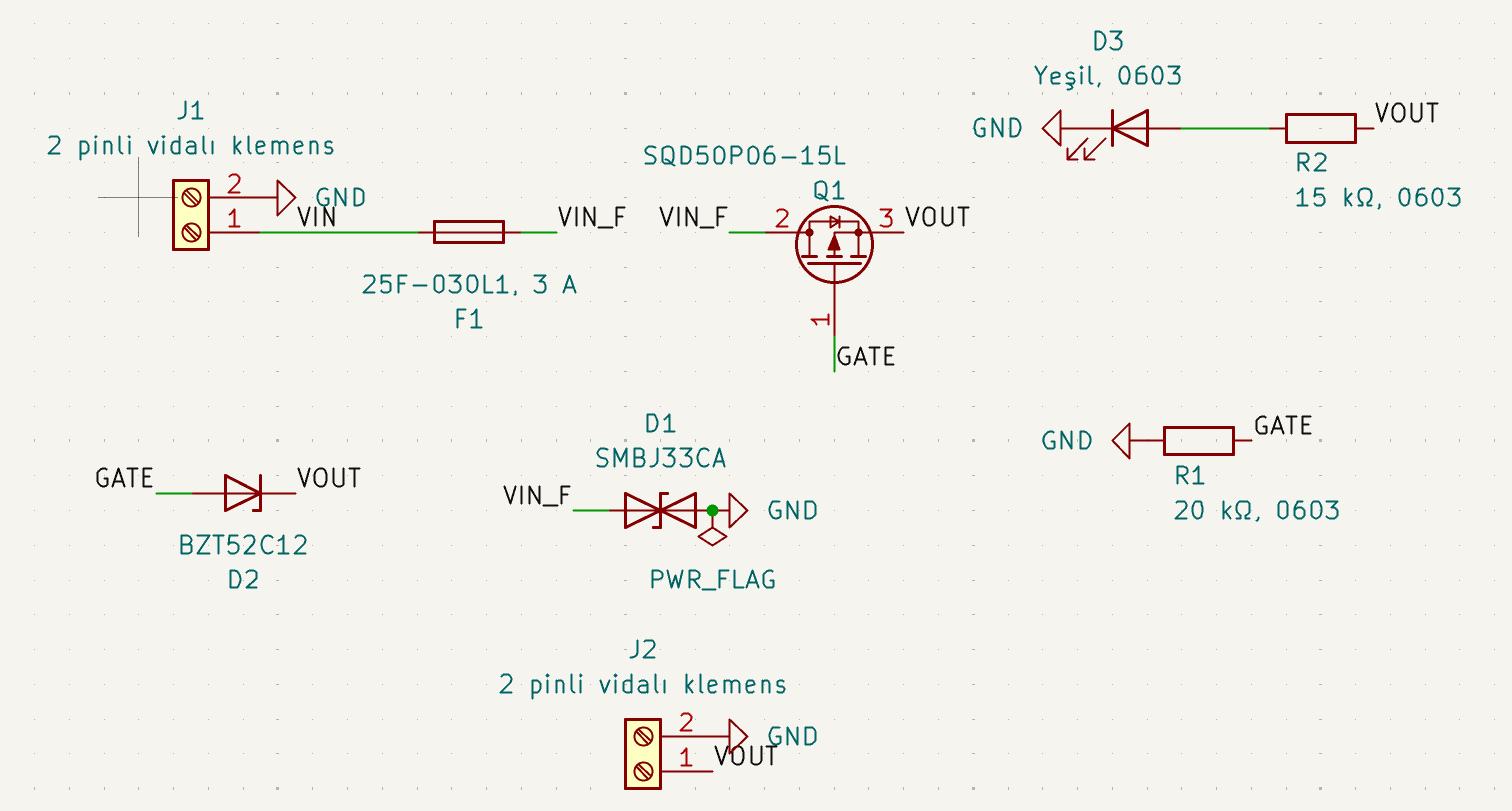 J1
2 pinli vidalı klemens
2
GND
1
VIN
VIN_F
25F-030L1, 3 A
F1
SQD50P06-15L
Q1
VIN_F
2
3
VOUT
1
GATE
D3
Yeşil, 0603
GND
VOUT
R2
15 kΩ, 0603
GATE
VOUT
BZT52C12
D2
D1
SMBJ33CA
VIN_F
GND
PWR_FLAG
GND
GATE
R1
20 kΩ, 0603
J2
2 pinli vidalı klemens
2
GND
1
VOUT